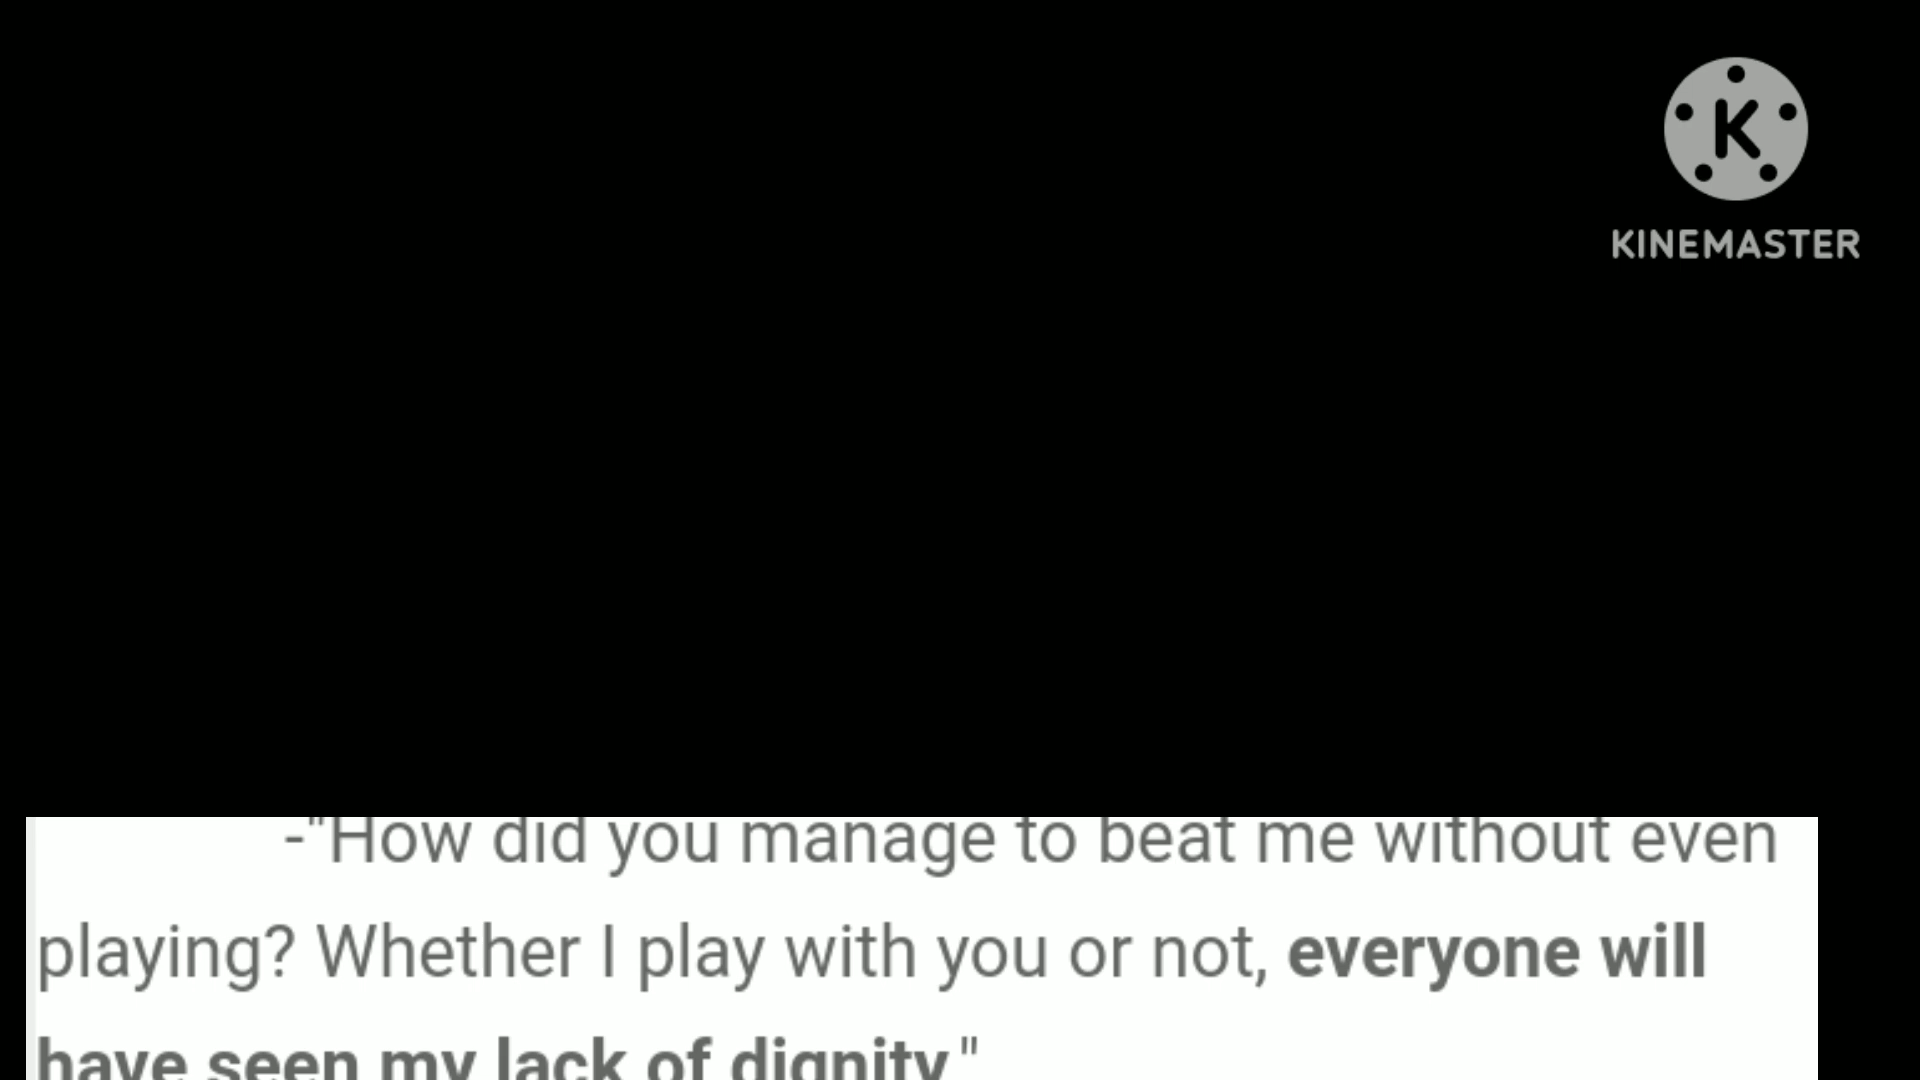 K
KINEMASTER
-"How did you manage to beat me without even
playing? Whether I play with you or not, everyone will
have seen my lack of dignity."